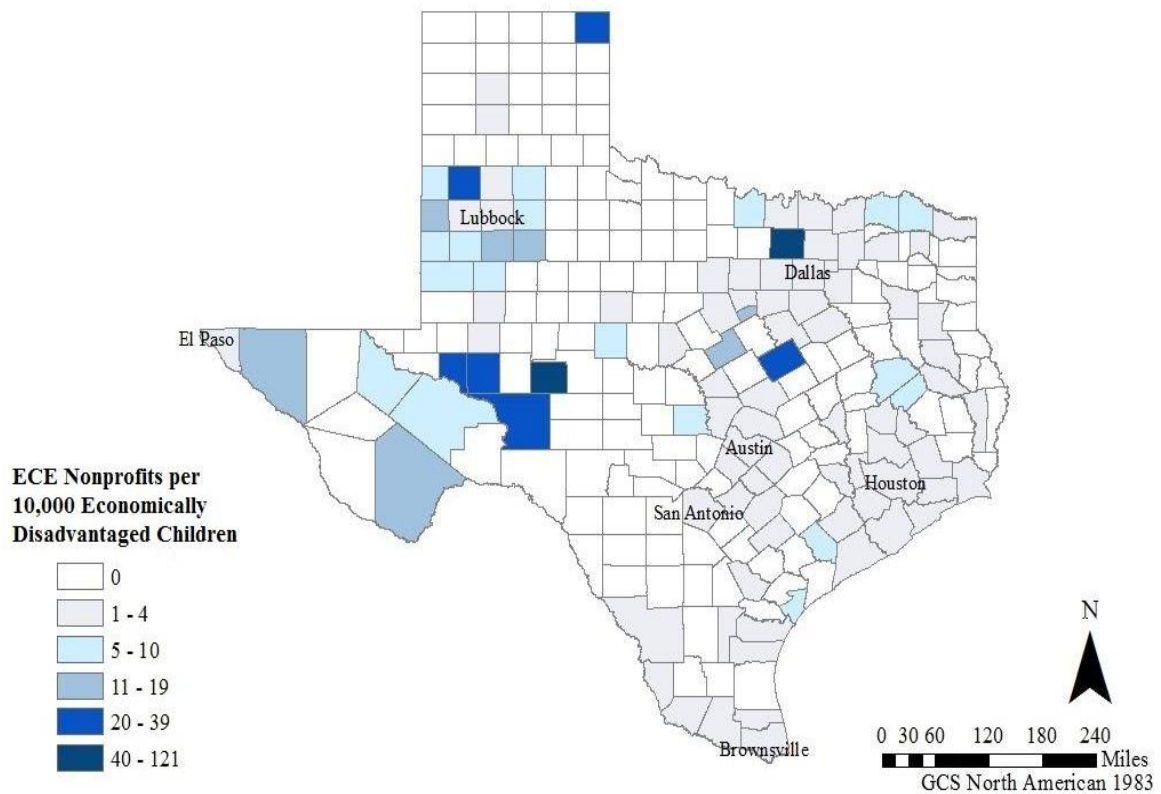 Lubbock
Dallas
El Paso
Austin
Houston
San Antonio
Brownsville
ECE Nonprofits per
10,000 Economically
Disadvantaged Children
0
1 - 4
5 - 10
11 - 19
20 - 39
40 - 121
N
0 30 60 120 180 240
Miles
GCS North American 1983